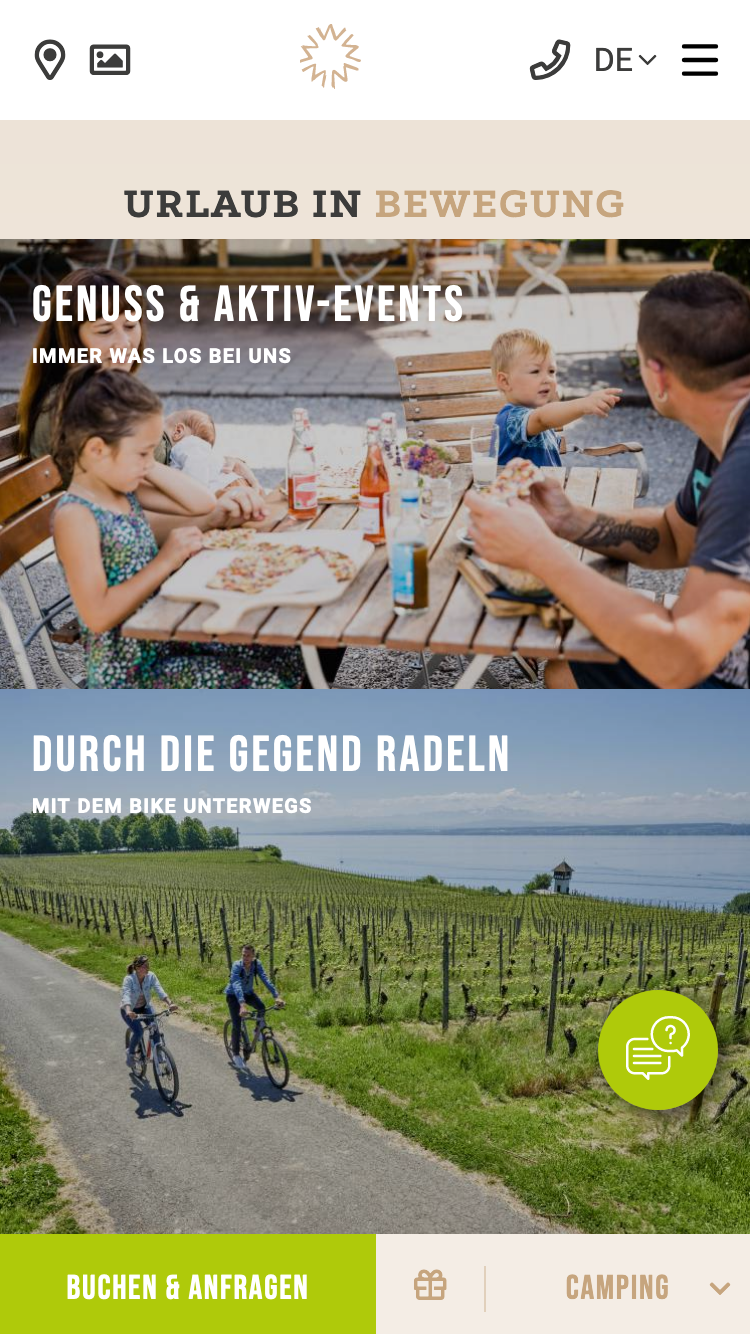 DE
URLAUB IN BEWEGUNG
GENUSS & AKTIV-EVENTS
IMMER WAS LOS BEI UNS
DURCH DIE GEGEND RADELN
MIT DEM BIKE UNTERWEGS
?
BUCHEN & ANFRAGEN
CAMPING